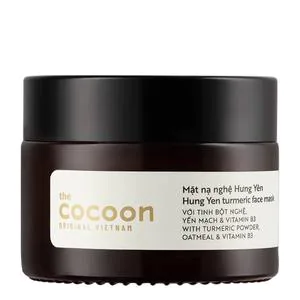 the
cocoon
ORIGINAL VIETNAM
Mặt nạ nghệ Hưng Yên
Hung Yen turmeric face mask
VỚI TINH BỘT NGHỆ,
YẾN MẠCH & VITAMIN B3
WITH TURMERIC POWDER,
OATMEAL & VITAMIN B3